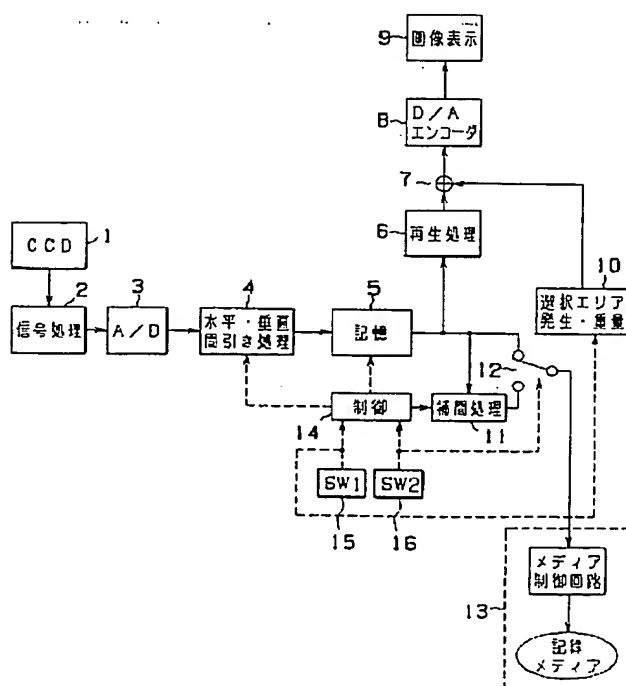 9
画像表示
8
D/A
エンコーダ
7
6
再生処理
1
CCD
2
信号処理
3
A/D
4
水平・垂直
間引き処理
5
記憶
10
選択エリア
発生・重畳
12
14
制御
補間処理
11
SW1
SW2
15
16
13
メディア
制御回路
記録
メディア